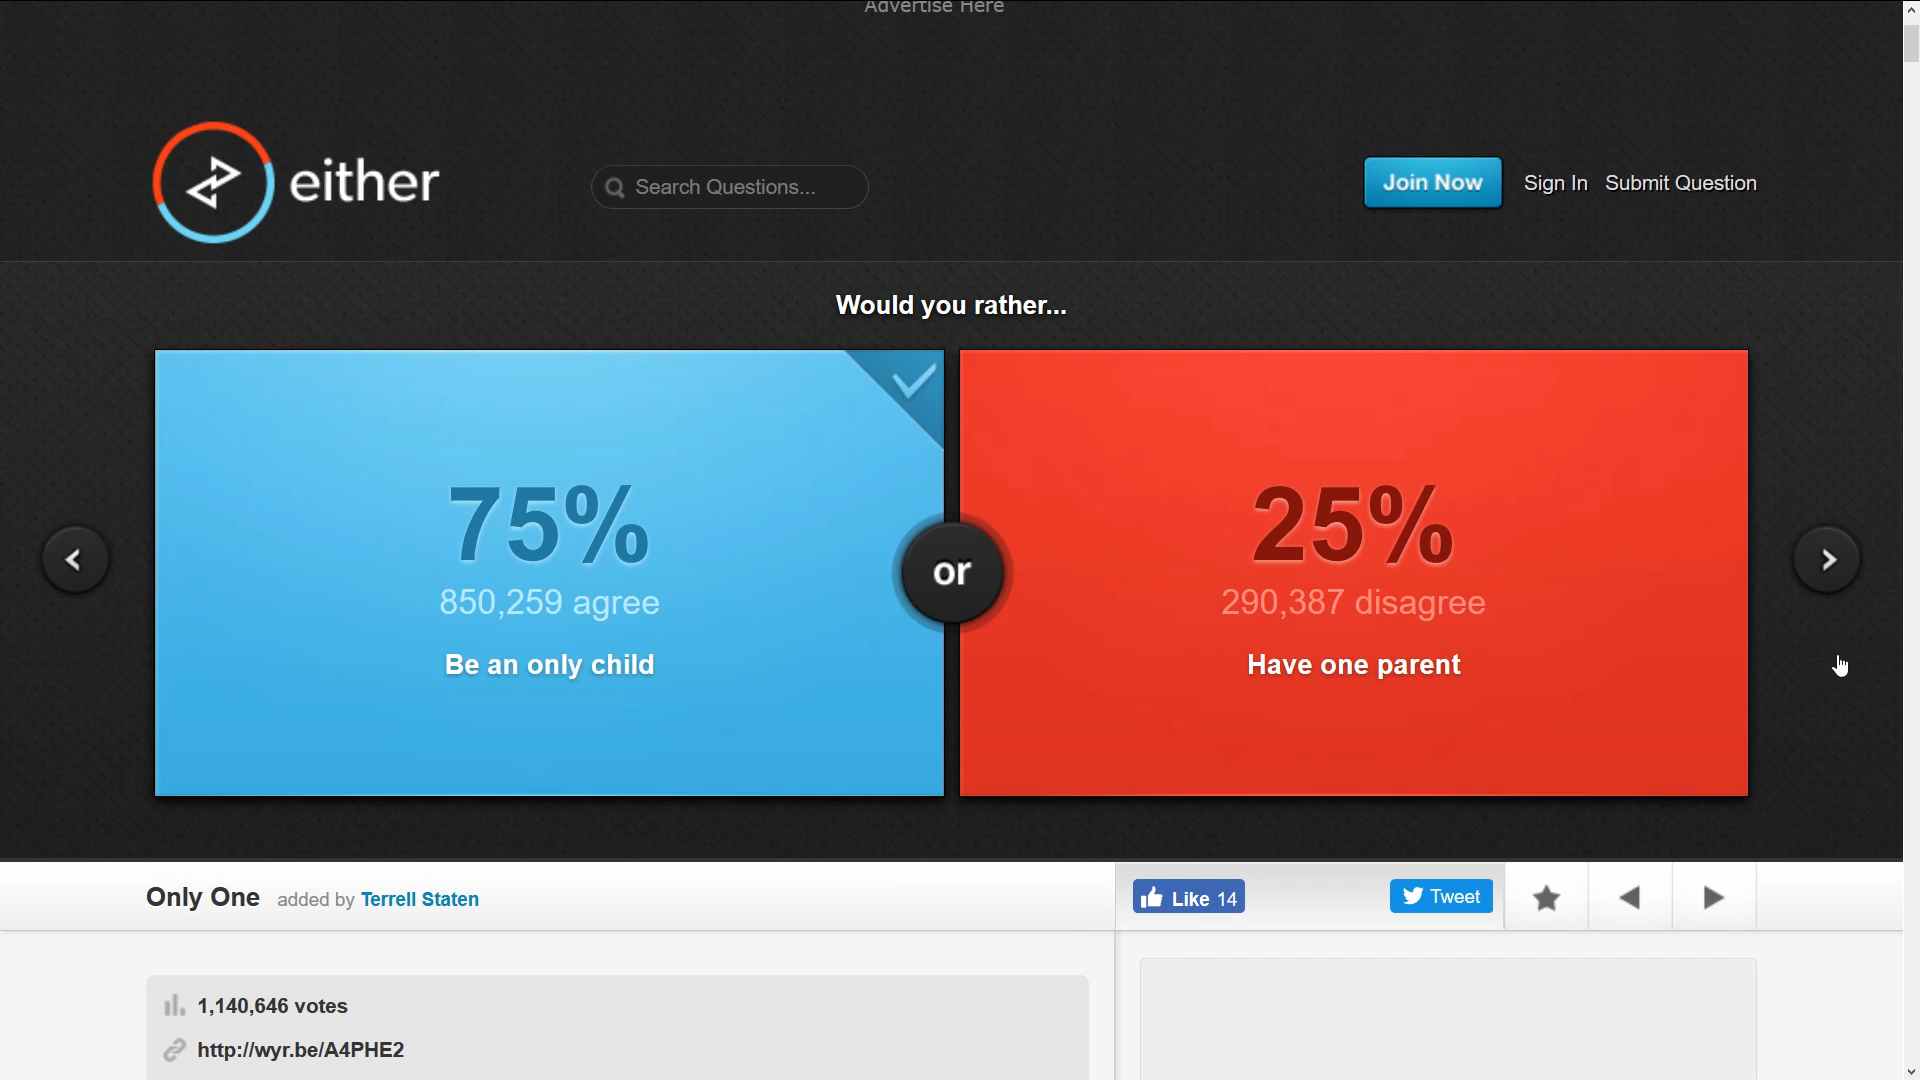 Advertise Here
either
Search Questions...
Join Now
Sign In
Submit Question
Would you rather...
75%
850,259 agree
Be an only child
or
25%
290,387 disagree
Have one parent
Only One added by Terrell Staten
Like 14
Tweet
1,140,646 votes
http://wyr.be/A4PHE2